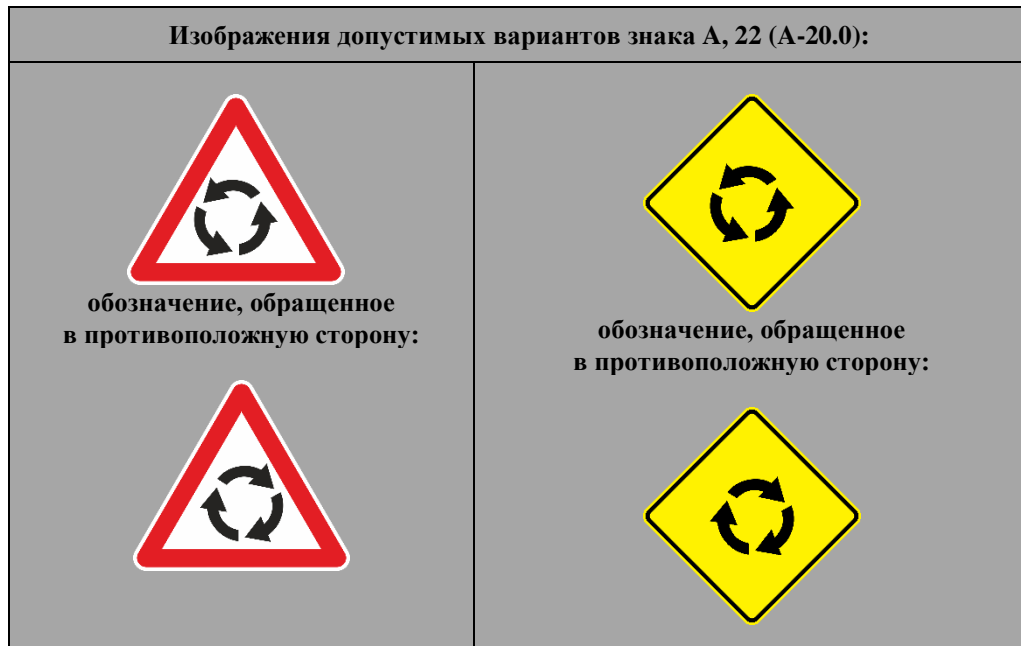 Изображения допустимых вариантов знака A, 22 (A-20.0):
обозначение, обращенное
в противоположную сторону:
обозначение, обращенное
в противоположную сторону: